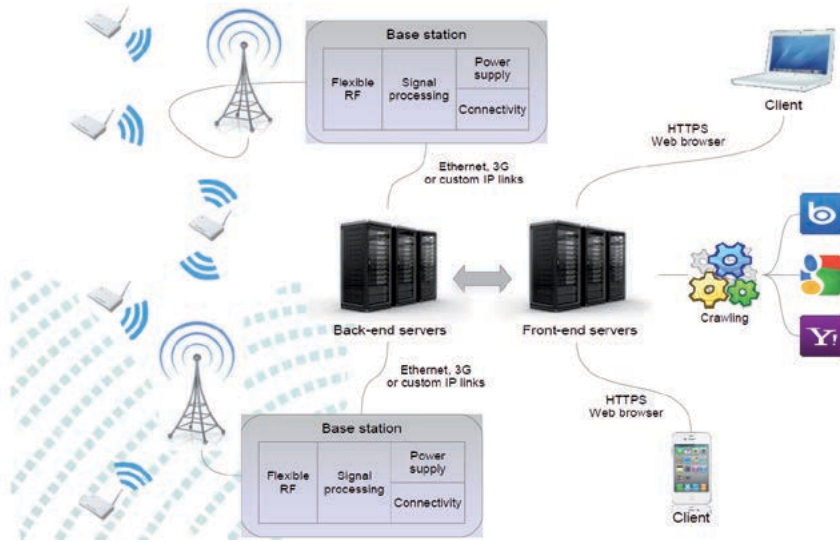 Base station
Flexible
RF
Signal
processing
Power
supply
Connectivity
Client
HTTPS
Web browser
Ethernet, 3G
or custom IP links
Back-end servers
Front-end servers
Crawling
Y!
Ethernet, 3G
or custom IP links
HTTPS
Web browser
Base station
Flexible
RF
Signal
processing
Power
supply
Connectivity
Client